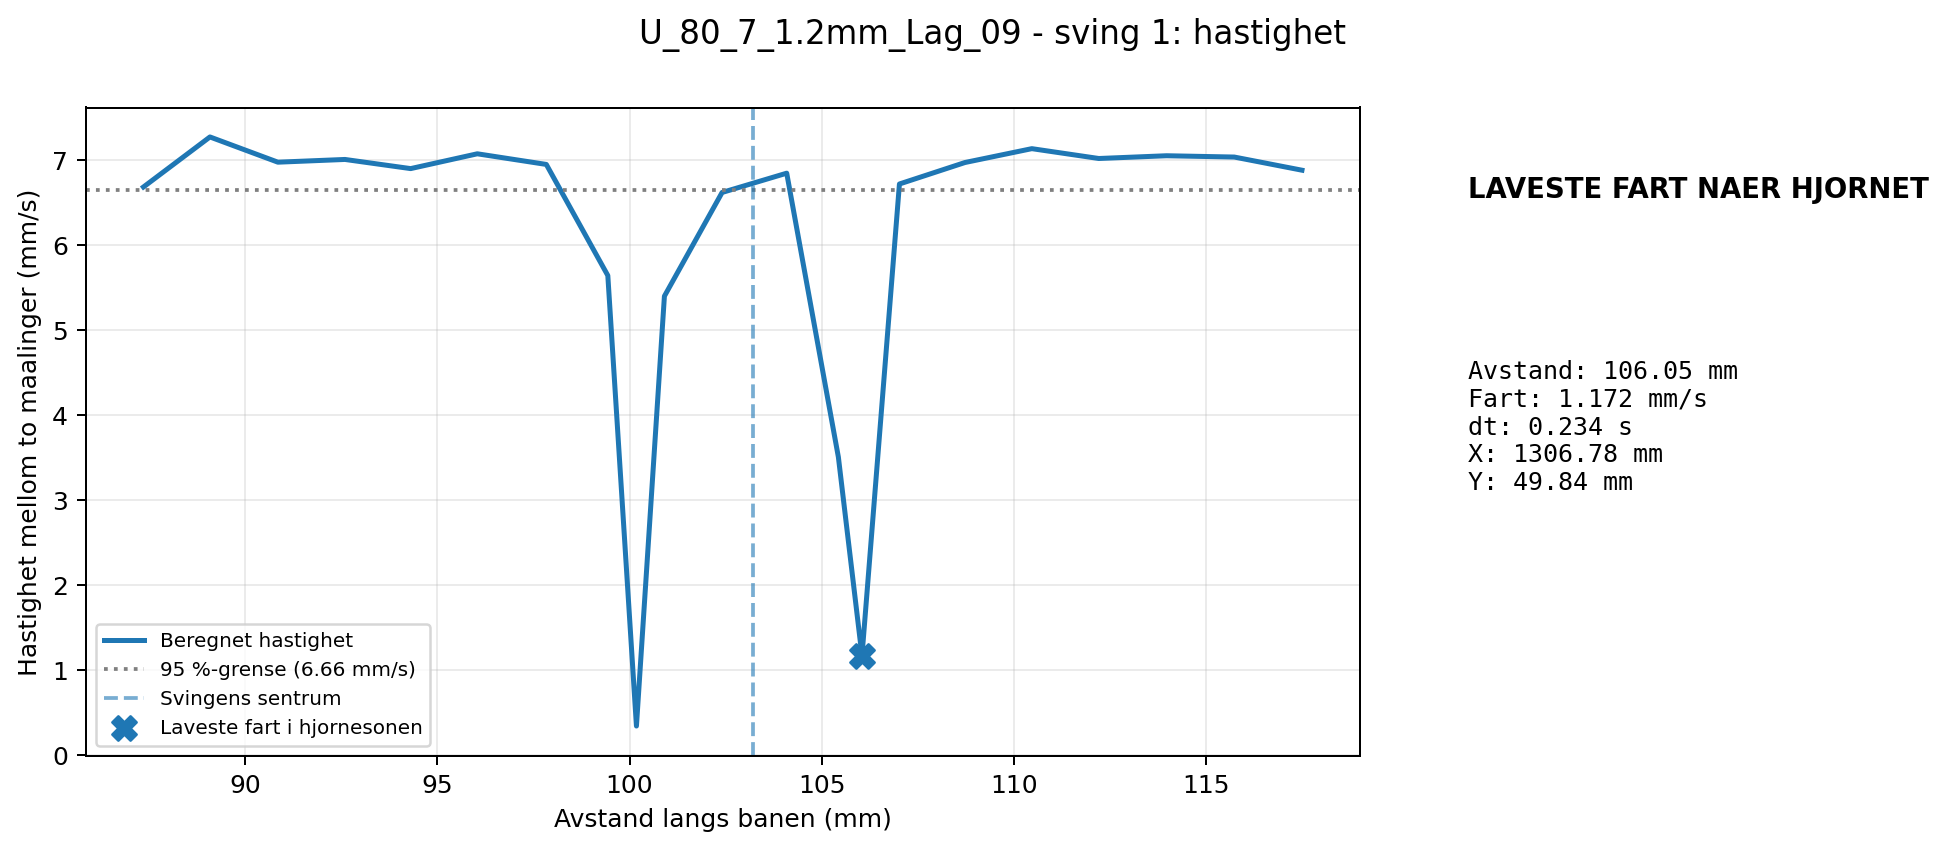 U_80_7_1.2mm_Lag_09 - sving 1: hastighet
Hastighet mellom to maalinger (mm/s)
7
6
5
4
3
2
1
0
Beregnet hastighet
95 %-grense (6.66 mm/s)
Svingens sentrum
Laveste fart i hjornesonen
90
95
100
105
110
115
Avstand langs banen (mm)
LAVESTE FART NAER HJORNET
Avstand: 106.05 mm
Fart: 1.172 mm/s
dt: 0.234 s
X: 1306.78 mm
Y: 49.84 mm